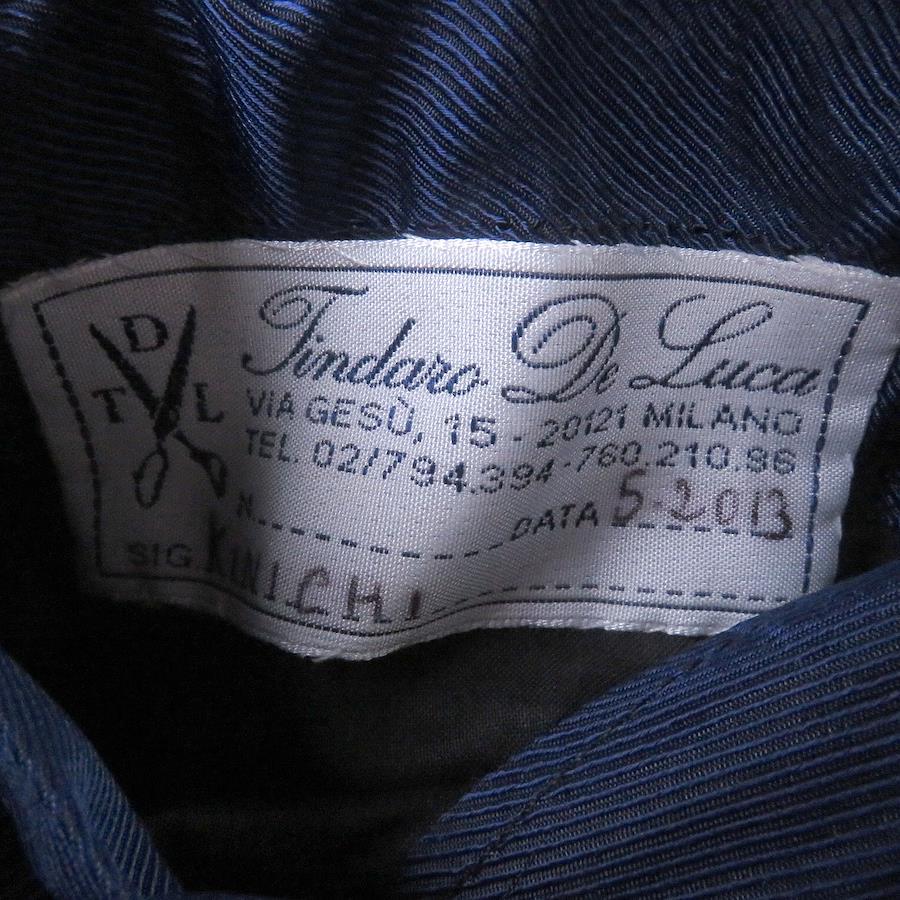 D
T L
Tindaro De Luca
VIA GESÙ, 15 - 20121 MILANO
TEL. 02/794.394-760.210.96
N. DATA 5-2013
SIG KINICHI